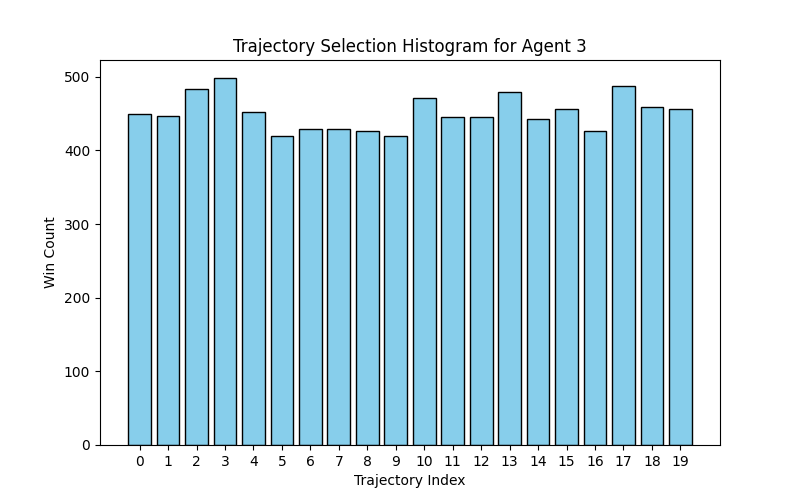 Trajectory Selection Histogram for Agent 3
500
400
300
200
100
0
Win Count
0 1 2 3 4 5 6 7 8 9 10 11 12 13 14 15 16 17 18 19
Trajectory Index